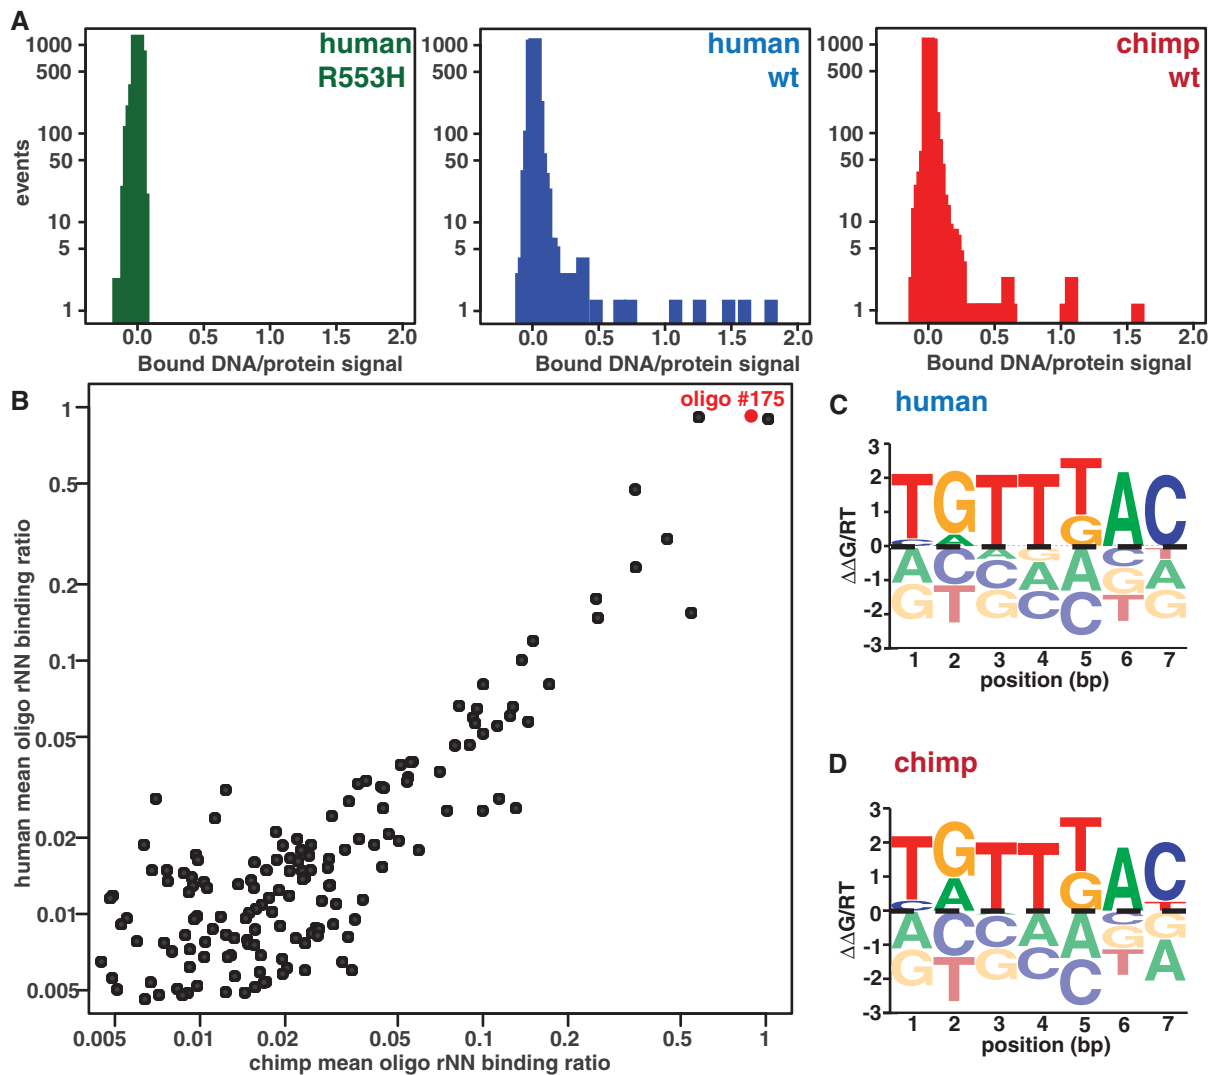 A
human
R553H
human
wt
chimp
wt
events
1000
500
100
50
10
5
1
1000
500
100
50
10
5
1
1000
500
100
50
10
5
1
0.0 0.5 1.0 1.5 2.0
0.0 0.5 1.0 1.5 2.0
0.0 0.5 1.0 1.5 2.0
Bound DNA/protein signal
Bound DNA/protein signal
Bound DNA/protein signal
B
oligo #175
human mean oligo rNN binding ratio
1
0.5
0.2
0.1
0.05
0.02
0.01
0.005
0.005 0.01 0.02 0.05 0.1 0.2 0.5 1
chimp mean oligo rNN binding ratio
C human
ΔΔG/RT
3
2
1
0
-1
-2
-3
T G T T T A C
C A G
A C A G A C T
G T C A C G A
G C T G
1 2 3 4 5 6 7
position (bp)
D chimp
ΔΔG/RT
3
2
1
0
-1
-2
-3
T G T T T A C
C A G T
A C C A A C G
G T G C C G A
T
1 2 3 4 5 6 7
position (bp)